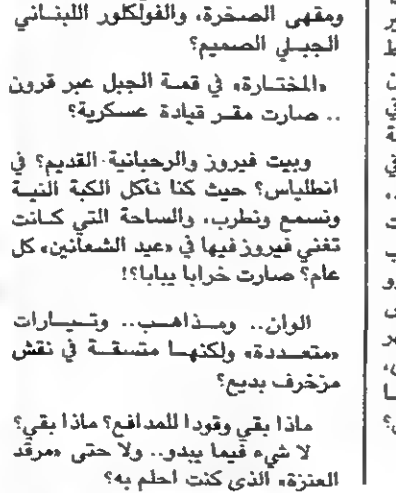 ومقهى الصخرة، والفولكلور اللبناني
الجبلي الصميم؟
«المختارة» في قمة الجبل عبر قرون
.. صارت مقر قيادة عسكرية؟
وبيت فيروز والرحبانية القديم؟ في
انطلياس؟ حيث كنا نأكل الكبة النية
ونسمع ونطرب، والساحة التي كانت
تغني فيروز فيها في «عيد الشعانين» كل
عام؟ صارت خرابا يبابا؟!
الوان.. ومذاهب.. وتيارات
«متعددة» ولكنها متسقة في نقش
مزخرف بديع؟
ماذا بقي وقودا للمدافع؟ ماذا بقي؟
لا شيء فيما يبدو.. ولا حتى «مرقد
العنزة» الذي كنت احلم به؟